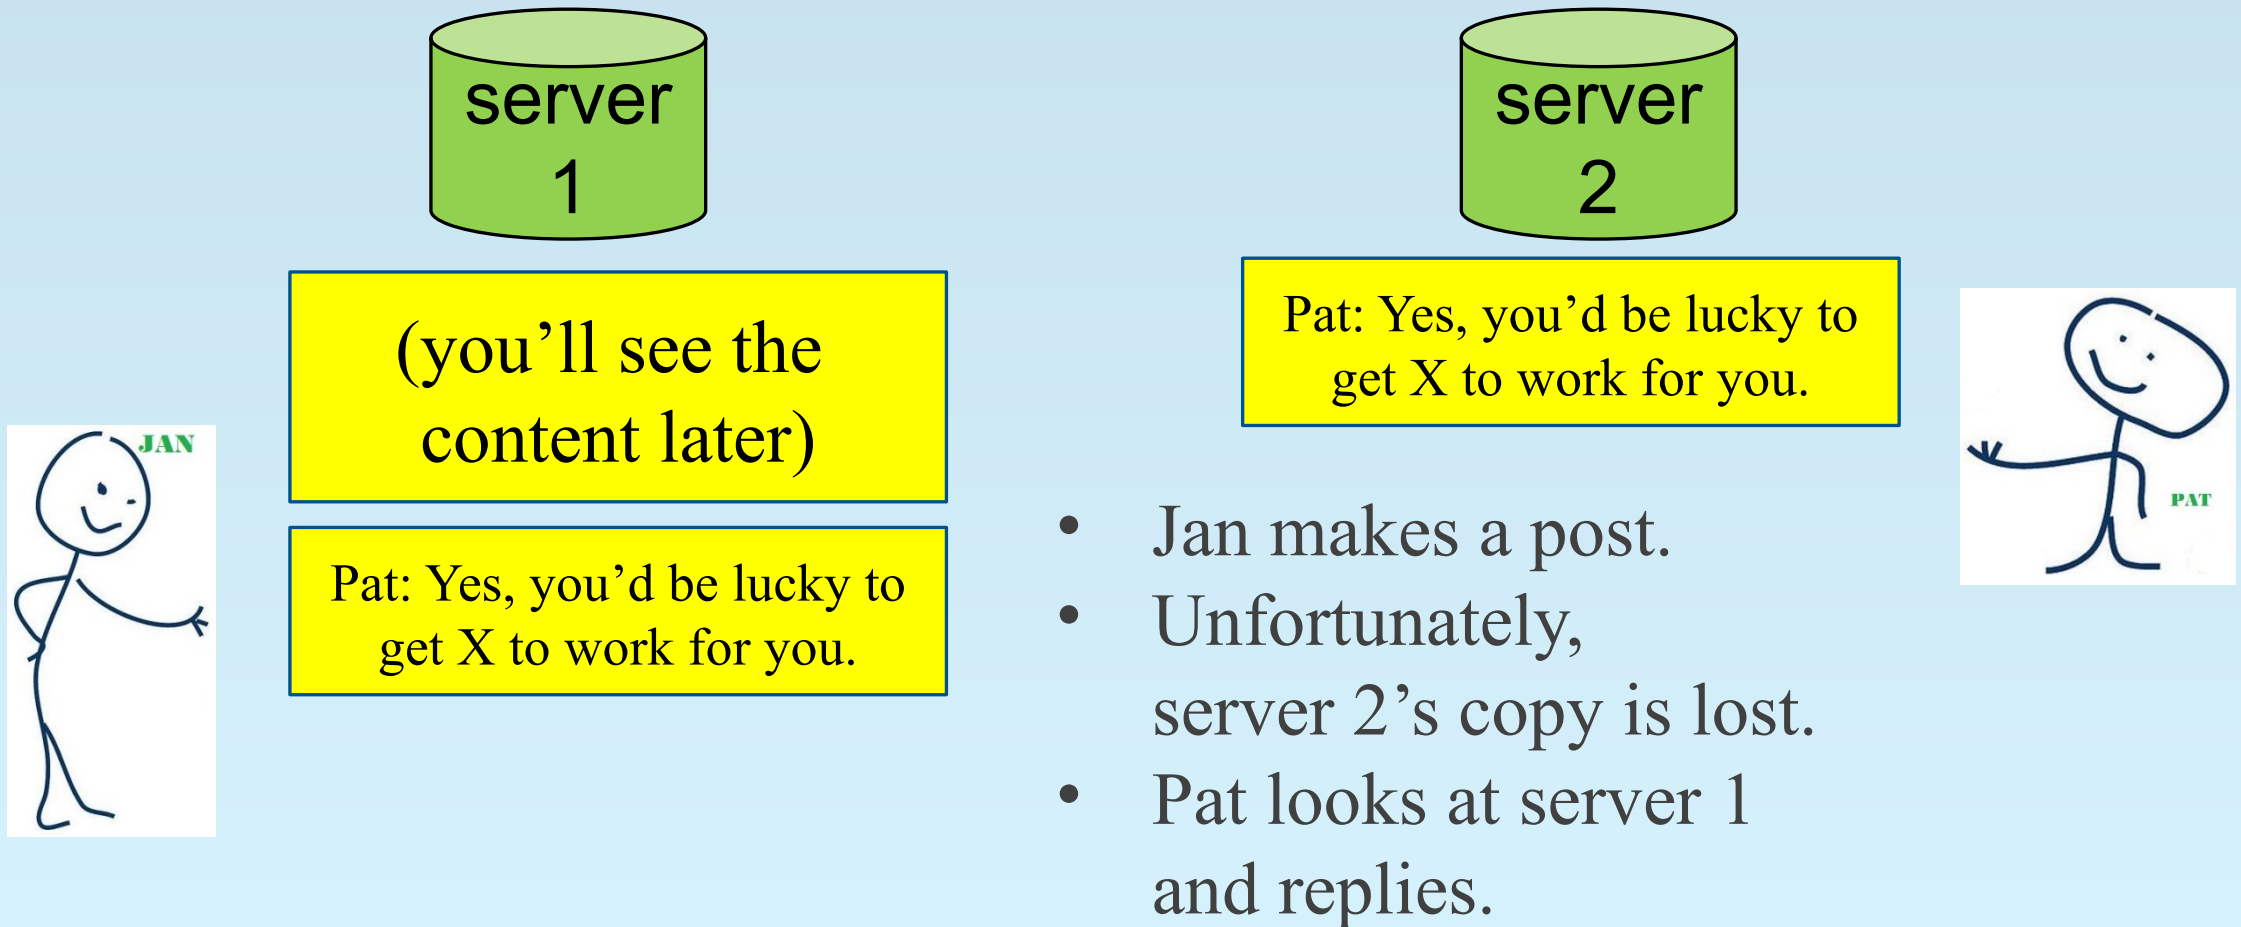 server
1
server
2
(you’ll see the
content later)
Pat: Yes, you’d be lucky to
get X to work for you.
Pat: Yes, you’d be lucky to
get X to work for you.
JAN
PAT
• Jan makes a post.
• Unfortunately,
server 2’s copy is lost.
• Pat looks at server 1
and replies.